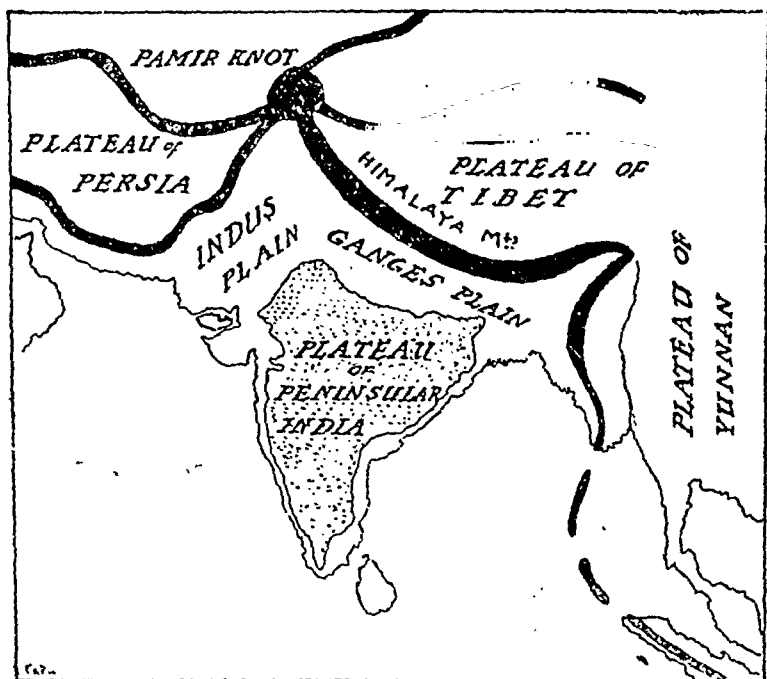 PAMIR KNOT
PLATEAU of
PERSIA
HIMALAYA Mts
PLATEAU OF
TIBET
INDUS
PLAIN
GANGES PLAIN
PLATEAU OF
YUNNAN
PLATEAU
OF
PENINSULAR
INDIA